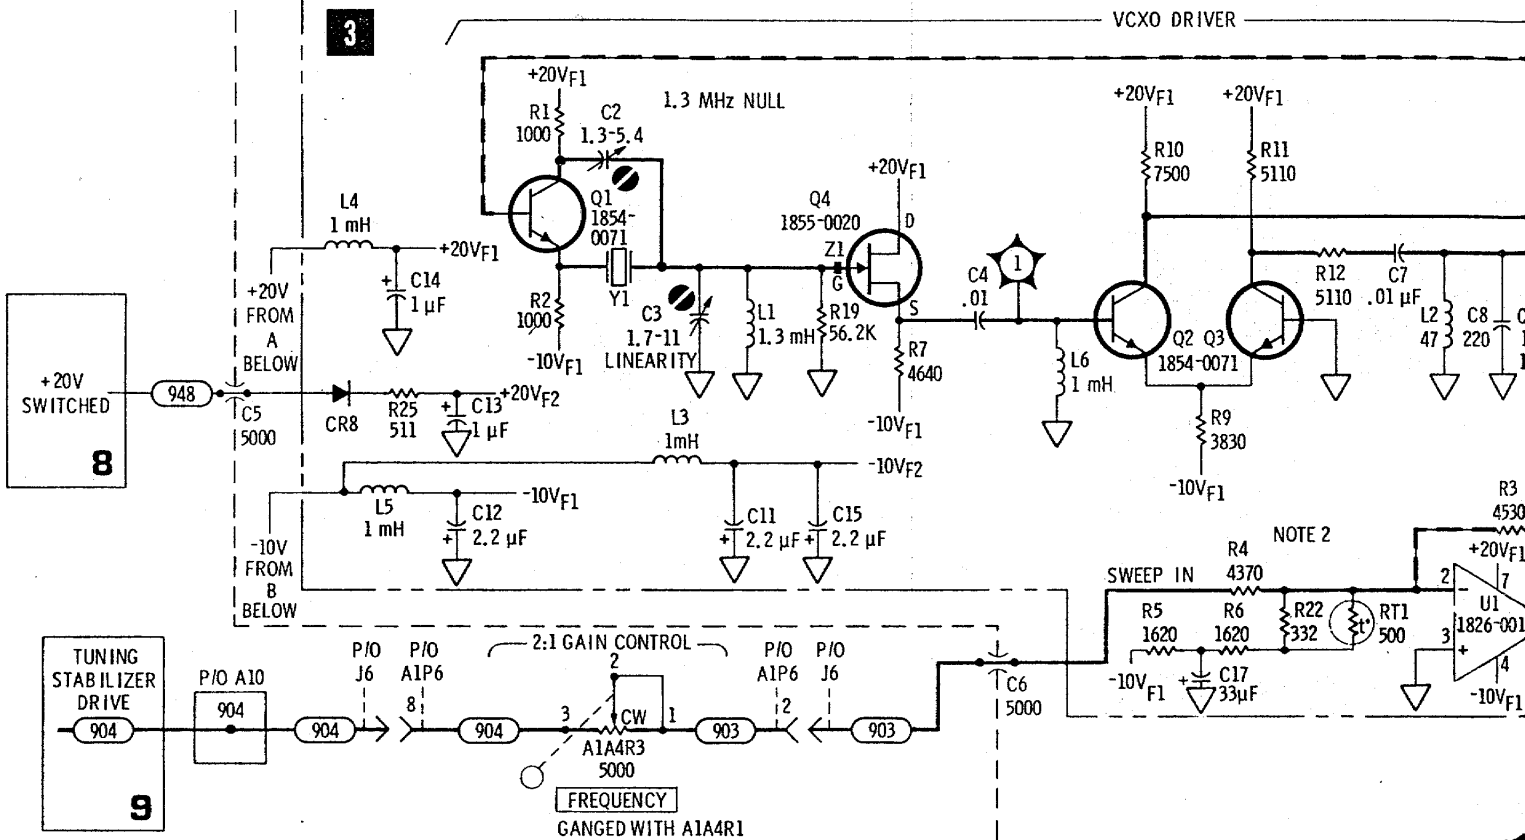 3
VCXO DRIVER
+20VF1
1.3 MHz NULL
R1
1000
C2
1.3-5.4
Q1
1854-
0071
L4
1 mH
+20VF1
+
C14
1 µF
+20V
FROM
A
BELOW
R2
1000
-10VF1
Y1
C3
1.7-11
LINEARITY
L1
1.3 mH
R19
56.2K
Q4
1855-0020
+20VF1
D
Z1
G
S
R7
4640
-10VF1
C4
.01
1
L6
1 mH
+20VF1
+20VF1
R10
7500
R11
5110
Q2
Q3
1854-0071
R12
5110
C7
.01 µF
L2
47
C8
220
R9
3830
-10VF1
+20V
SWITCHED
8
948
C5
5000
CR8
R25
511
+
C13
1 µF
+20VF2
L3
1mH
-10VF2
L5
1 mH
-10VF1
C12
2.2 µF
+
C11
2.2 µF
+
C15
2.2 µF
+
-10V
FROM
B
BELOW
NOTE 2
R3
4530
SWEEP IN
R4
4370
R5
1620
R6
1620
R22
332
t°
RT1
500
-10VF1
+
C17
33µF
+20VF1
2
7
-
U1
1826-001
3
+
4
-10VF1
TUNING
STABILIZER
DRIVE
904
9
P/O A10
904
904
P/O
J6
P/O
A1P6
8
904
2:1 GAIN CONTROL
2
3
CW
1
A1A4R3
5000
FREQUENCY
GANGED WITH A1A4R1
903
P/O
A1P6
P/O
J6
2
903
C6
5000